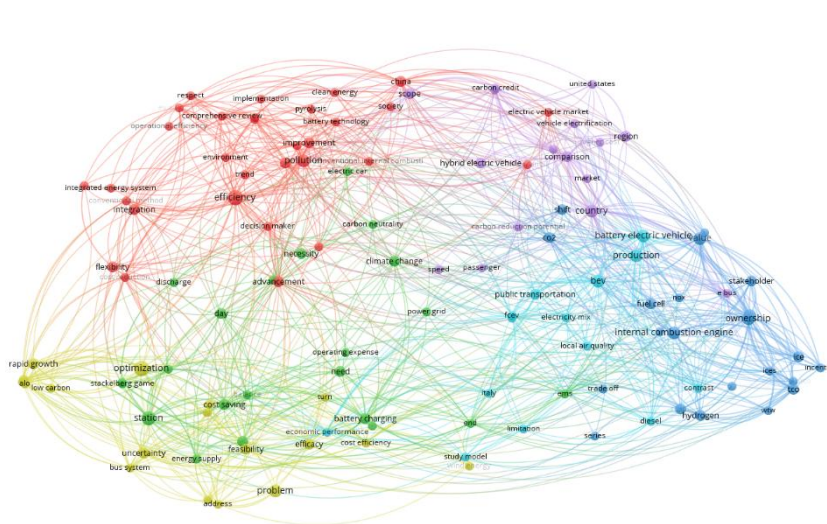 china
united states
carbon credit
scope
respect
clean energy
implementation
society
pyrolysis
electric vehicle market
comprehensive review
battery technology
vehicle electrification
operational efficiency
region
improvement
environment
comparison
pollution
hybrid electric vehicle
electric car
trend
market
integrated energy system
efficiency
integration
shift
country
decision maker
carbon neutrality
carbon reduction potential
co2
battery electric vehicle
value
necessity
production
climate change
flexibility
speed
passenger
discharge
advancement
bev
stakeholder
public transportation
e bus
fuel cell
day
power grid
fcev
electricity mix
ownership
internal combustion engine
local air quality
operating expense
ice
rapid growth
optimization
need
ices
alo
low carbon
stackelberg game
contrast
tco
italy
trade off
ems
turn
cost saving
wtw
station
battery charging
hydrogen
diesel
end
limitation
economic performance
series
efficacy
cost efficiency
feasibility
uncertainty
study model
energy supply
bus system
problem
address